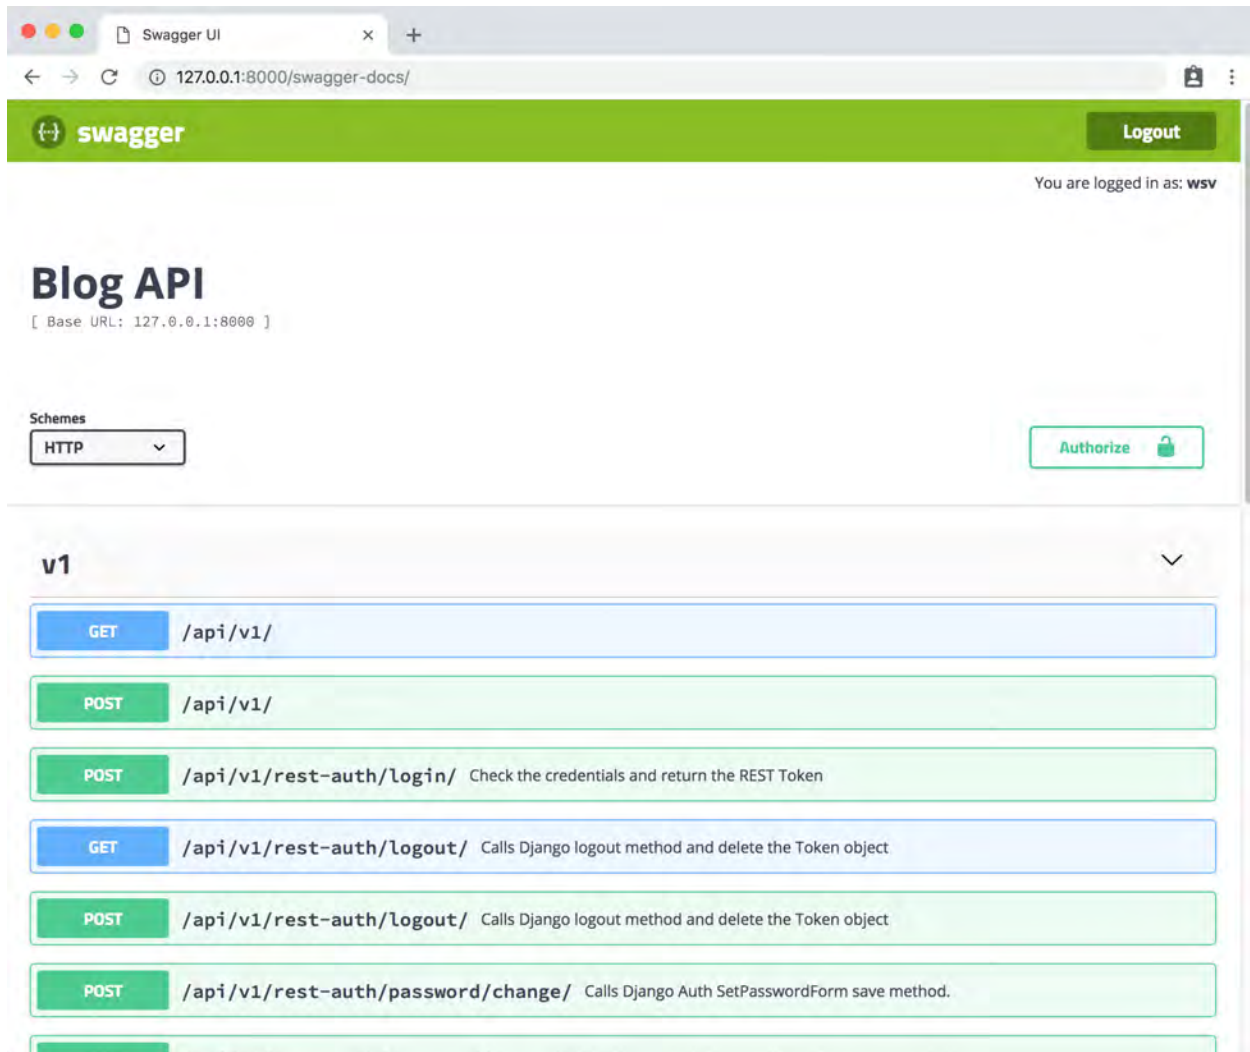 Swagger UI
127.0.0.1:8000/swagger-docs/
swagger
Logout
You are logged in as: wsv
Blog API
[ Base URL: 127.0.0.1:8000 ]
Schemes
HTTP
Authorize
v1
GET /api/v1/
POST /api/v1/
POST /api/v1/rest-auth/login/ Check the credentials and return the REST Token
GET /api/v1/rest-auth/logout/ Calls Django logout method and delete the Token object
POST /api/v1/rest-auth/logout/ Calls Django logout method and delete the Token object
POST /api/v1/rest-auth/password/change/ Calls Django Auth SetPasswordForm save method.